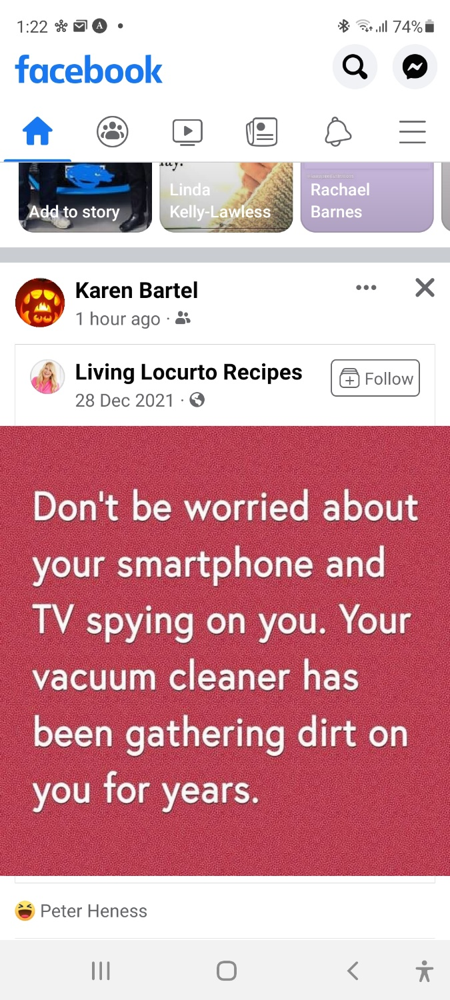 1:22 74%
facebook
ay.
Add to story
Linda
Kelly-Lawless
Rachael
Barnes
Karen Bartel
1 hour ago ·
Living Locurto Recipes
Follow
28 Dec 2021 ·
Don't be worried about
your smartphone and
TV spying on you. Your
vacuum cleaner has
been gathering dirt on
you for years.
Peter Heness